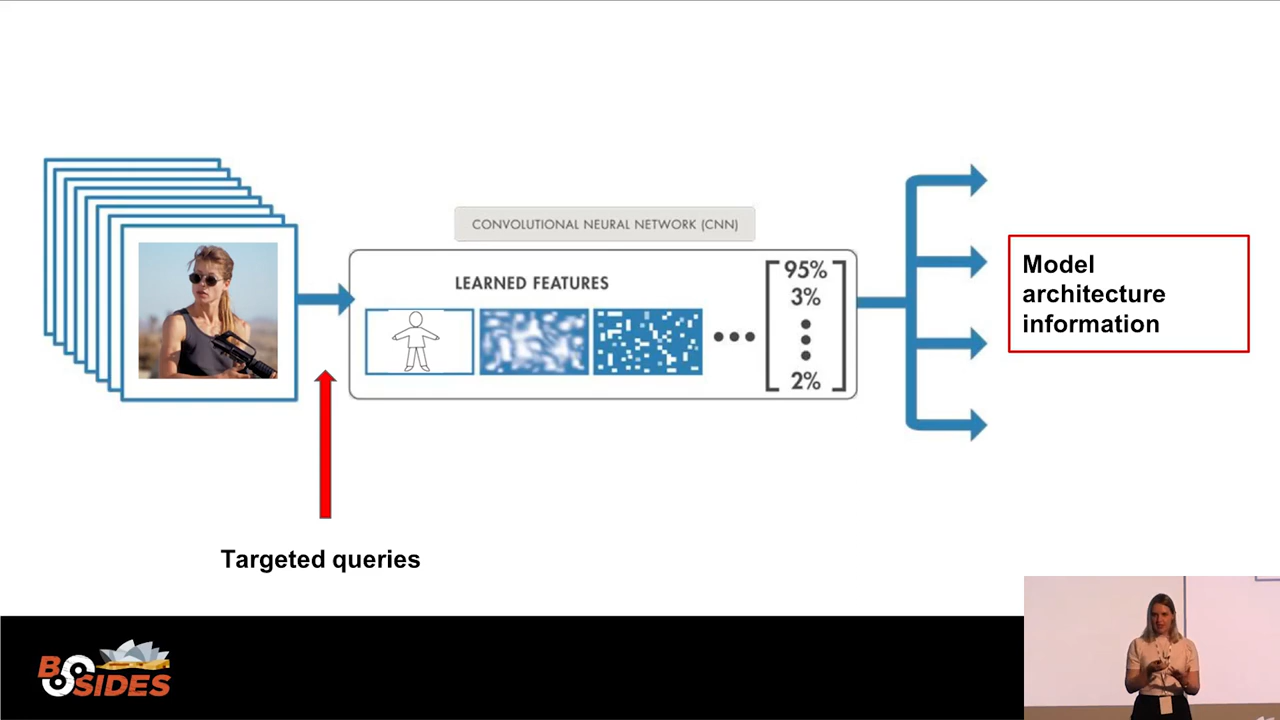 CONVOLUTIONAL NEURAL NETWORK (CNN)
LEARNED FEATURES
95%
3%
2%
Model
architecture
information
Targeted queries
BSIDES